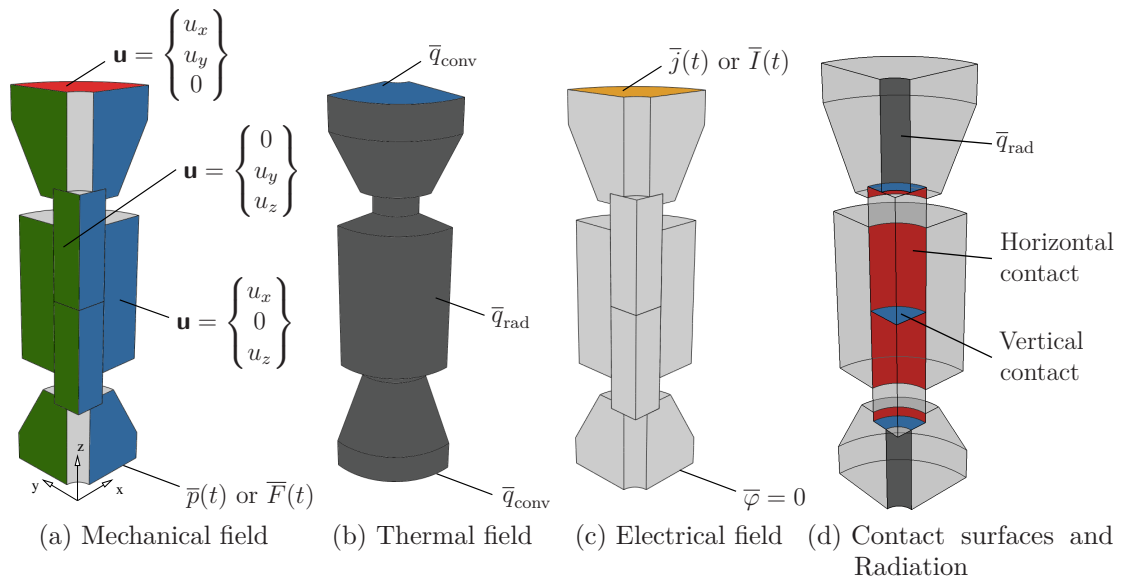 u = {u_x u_y 0}
u = {0 u_y u_z}
u = {u_x 0 u_z}
z
y
x
p̅(t) or F̅(t)
(a) Mechanical field
q̅_conv
q̅_rad
q̅_conv
(b) Thermal field
j̅(t) or I̅(t)
φ̅ = 0
(c) Electrical field
q̅_rad
Horizontal
contact
Vertical
contact
(d) Contact surfaces and
Radiation